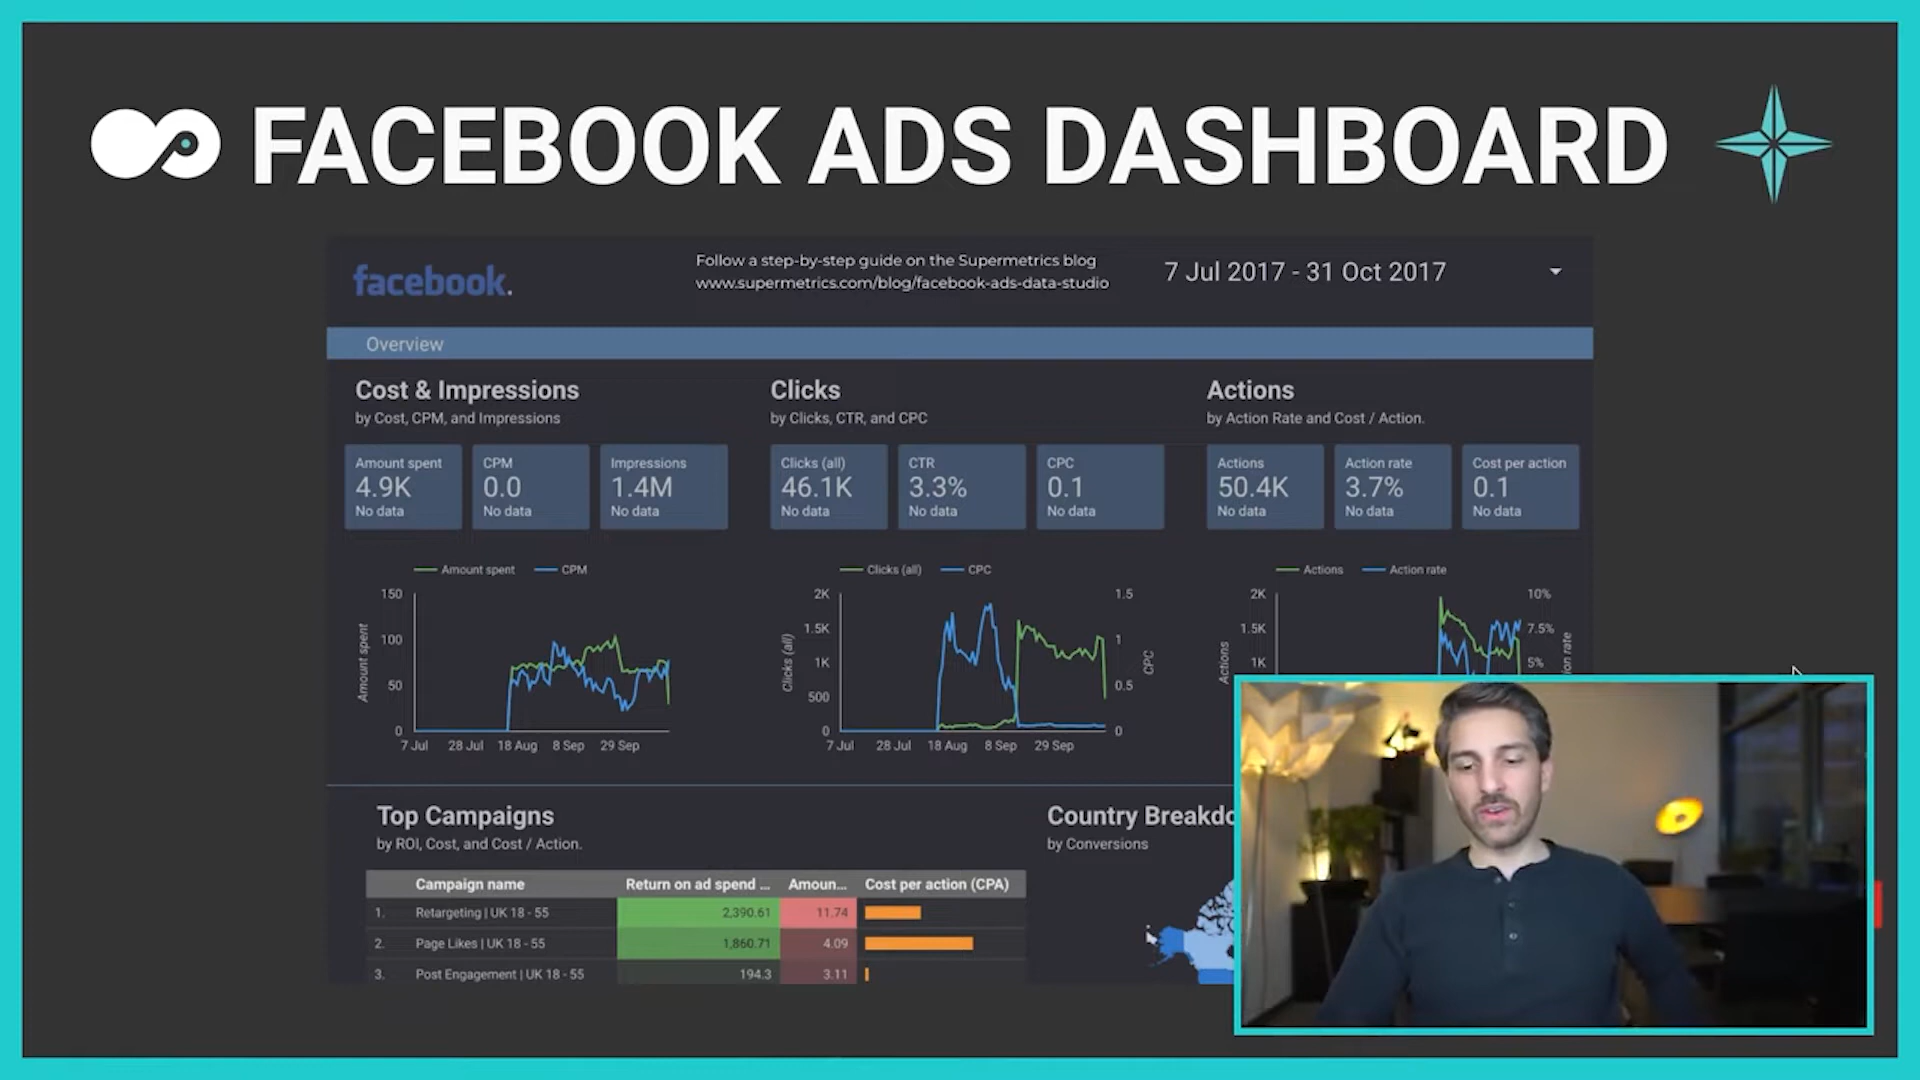 FACEBOOK ADS DASHBOARD
facebook.
Follow a step-by-step guide on the Supermetrics blog
www.supermetrics.com/blog/facebook-ads-data-studio
7 Jul 2017 - 31 Oct 2017
Overview
Cost & Impressions
by Cost, CPM, and Impressions
Amount spent
4.9K
No data
CPM
0.0
No data
Impressions
1.4M
No data
Clicks
by Clicks, CTR, and CPC
Clicks (all)
46.1K
No data
CTR
3.3%
No data
CPC
0.1
No data
Actions
by Action Rate and Cost / Action.
Actions
50.4K
No data
Action rate
3.7%
No data
Cost per action
0.1
No data
Amount spent CPM
Amount spent
150
100
50
0
7 Jul 28 Jul 18 Aug 8 Sep 29 Sep
Clicks (all) CPC
Clicks (all)
2K
1.5K
1K
500
0
1.5
1
0.5
0
CPC
7 Jul 28 Jul 18 Aug 8 Sep 29 Sep
Actions Action rate
Actions
2K
1.5K
1K
10%
7.5%
5%
on rate
Top Campaigns
by ROI, Cost, and Cost / Action.
Campaign name Return on ad spend ... Amoun... Cost per action (CPA)
1. Retargeting | UK 18 - 55 2,390.61 11.74
2. Page Likes | UK 18 - 55 1,860.71 4.09
3. Post Engagement | UK 18 - 55 194.3 3.11
Country Breakdo
by Conversions